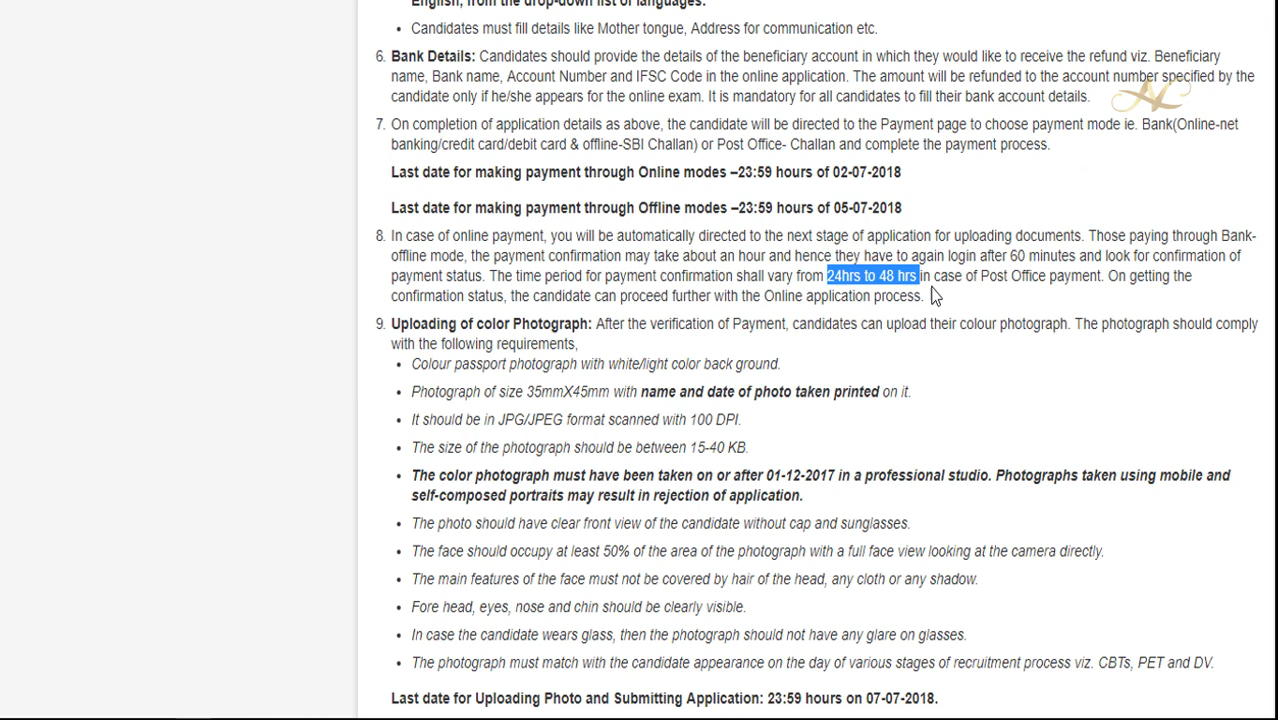 English, from the drop-down list of languages.
• Candidates must fill details like Mother tongue, Address for communication etc.
6. Bank Details: Candidates should provide the details of the beneficiary account in which they would like to receive the refund viz. Beneficiary
name, Bank name, Account Number and IFSC Code in the online application. The amount will be refunded to the account number specified by the
candidate only if he/she appears for the online exam. It is mandatory for all candidates to fill their bank account details.
7. On completion of application details as above, the candidate will be directed to the Payment page to choose payment mode ie. Bank(Online-net
banking/credit card/debit card & offline-SBI Challan) or Post Office- Challan and complete the payment process.
Last date for making payment through Online modes –23:59 hours of 02-07-2018
Last date for making payment through Offline modes –23:59 hours of 05-07-2018
8. In case of online payment, you will be automatically directed to the next stage of application for uploading documents. Those paying through Bank-
offline mode, the payment confirmation may take about an hour and hence they have to again login after 60 minutes and look for confirmation of
payment status. The time period for payment confirmation shall vary from 24hrs to 48 hrs in case of Post Office payment. On getting the
confirmation status, the candidate can proceed further with the Online application process.
9. Uploading of color Photograph: After the verification of Payment, candidates can upload their colour photograph. The photograph should comply
with the following requirements,
• Colour passport photograph with white/light color back ground.
• Photograph of size 35mmX45mm with name and date of photo taken printed on it.
• It should be in JPG/JPEG format scanned with 100 DPI.
• The size of the photograph should be between 15-40 KB.
• The color photograph must have been taken on or after 01-12-2017 in a professional studio. Photographs taken using mobile and
self-composed portraits may result in rejection of application.
• The photo should have clear front view of the candidate without cap and sunglasses.
• The face should occupy at least 50% of the area of the photograph with a full face view looking at the camera directly.
• The main features of the face must not be covered by hair of the head, any cloth or any shadow.
• Fore head, eyes, nose and chin should be clearly visible.
• In case the candidate wears glass, then the photograph should not have any glare on glasses.
• The photograph must match with the candidate appearance on the day of various stages of recruitment process viz. CBTs, PET and DV.
Last date for Uploading Photo and Submitting Application: 23:59 hours on 07-07-2018.